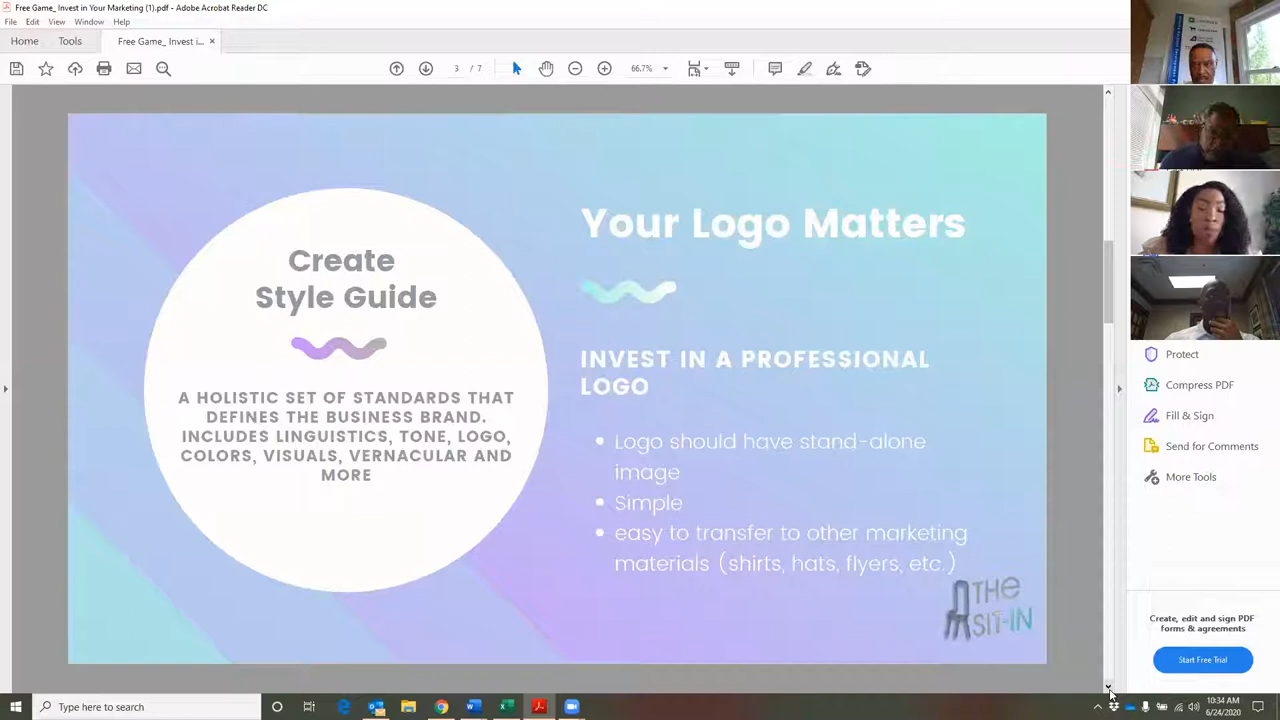 Free Game_ Invest in Your Marketing (1).pdf - Adobe Acrobat Reader DC
File Edit View Window Help
Home Tools Free Game_ Invest i... ×
3 66.7%
Create
Style Guide
A HOLISTIC SET OF STANDARDS THAT
DEFINES THE BUSINESS BRAND.
INCLUDES LINGUISTICS, TONE, LOGO,
COLORS, VISUALS, VERNACULAR AND
MORE
Your Logo Matters
INVEST IN A PROFESSIONAL
LOGO
• Logo should have stand-alone
image
• Simple
• easy to transfer to other marketing
materials (shirts, hats, flyers, etc.)
THE
SIT-IN
Protect
Compress PDF
Fill & Sign
Send for Comments
More Tools
Create, edit and sign PDF
forms & agreements
Start Free Trial
Type here to search
10:34 AM
6/24/2020